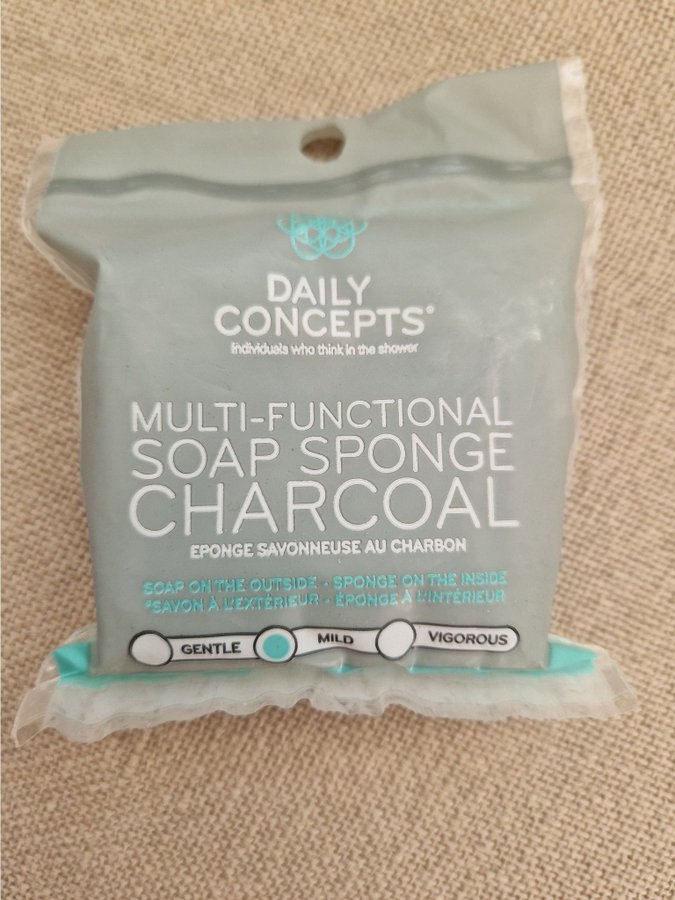 DAILY
CONCEPTS®
individuals who think in the shower
MULTI-FUNCTIONAL
SOAP SPONGE
CHARCOAL
EPONGE SAVONNEUSE AU CHARBON
SOAP ON THE OUTSIDE - SPONGE ON THE INSIDE
*SAVON À L'EXTÉRIEUR - ÉPONGE À L'INTÉRIEUR
GENTLE MILD VIGOROUS